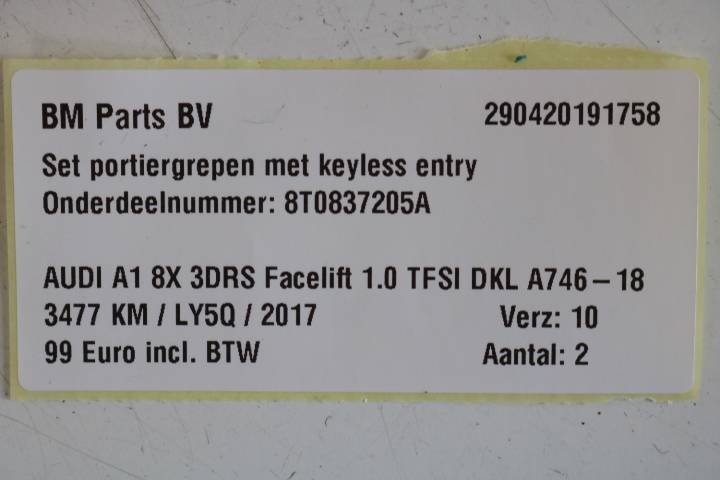 BM Parts BV 290420191758
Set portiergrepen met keyless entry
Onderdeelnummer: 8T0837205A
AUDI A1 8X 3DRS Facelift 1.0 TFSI DKL A746 – 18
3477 KM / LY5Q / 2017 Verz: 10
99 Euro incl. BTW Aantal: 2